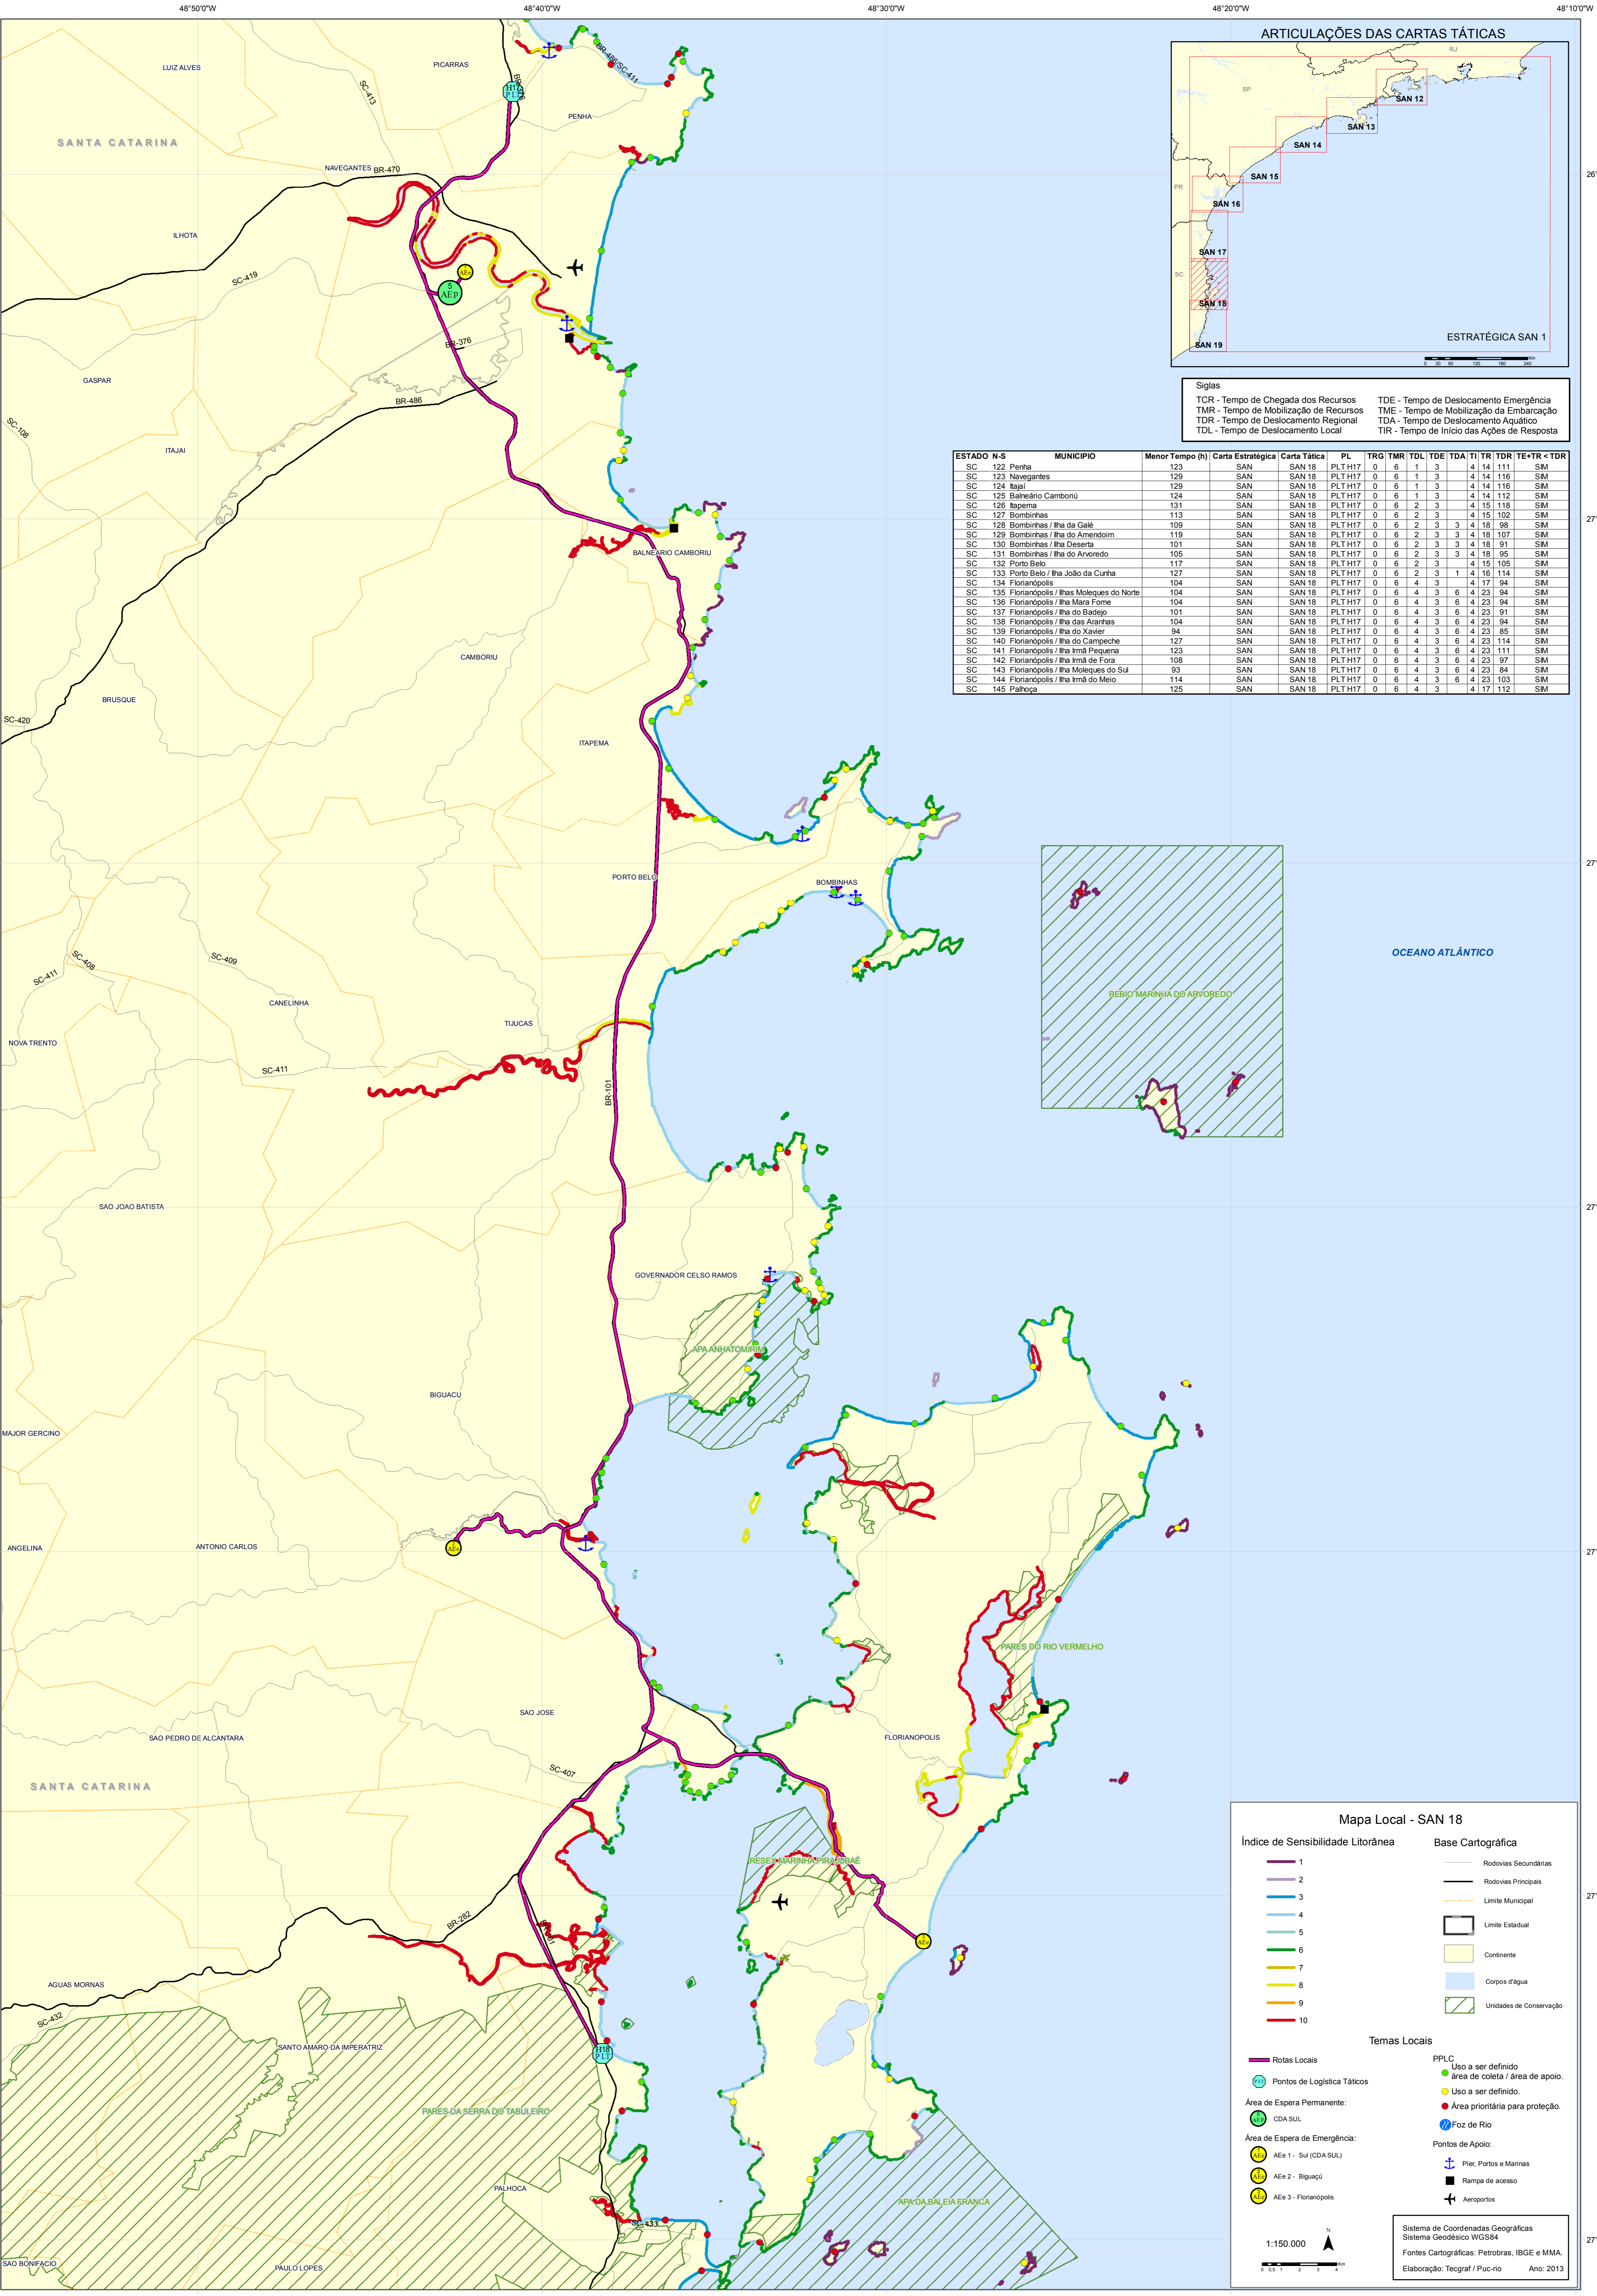 48°50'0"W 48°40'0"W 48°30'0"W 48°20'0"W 48°10'0"W
ARTICULAÇÕES DAS CARTAS TÁTICAS
RJ
SP
PR
SC
SAN 12
SAN 13
SAN 14
SAN 15
SAN 16
SAN 17
SAN 18
SAN 19
ESTRATÉGICA SAN 1
0 30 60 120 180 240 Km
Siglas
TCR - Tempo de Chegada dos Recursos
TMR - Tempo de Mobilização de Recursos
TDR - Tempo de Deslocamento Regional
TDL - Tempo de Deslocamento Local
TDE - Tempo de Deslocamento Emergência
TME - Tempo de Mobilização da Embarcação
TDA - Tempo de Deslocamento Aquático
TIR - Tempo de Início das Ações de Resposta
ESTADO N-S MUNICIPIO Menor Tempo (h) Carta Estratégica Carta Tática PL TRG TMR TDL TDE TDA TI TR TDR TE+TR < TDR
SC 122 Penha 123 SAN SAN 18 PLT H17 0 6 1 3 4 14 111 SIM
SC 123 Navegantes 129 SAN SAN 18 PLT H17 0 6 1 3 4 14 116 SIM
SC 124 Itajaí 129 SAN SAN 18 PLT H17 0 6 1 3 4 14 116 SIM
SC 125 Balneário Camboriú 124 SAN SAN 18 PLT H17 0 6 1 3 4 14 112 SIM
SC 126 Itapema 131 SAN SAN 18 PLT H17 0 6 2 3 4 15 118 SIM
SC 127 Bombinhas 113 SAN SAN 18 PLT H17 0 6 2 3 4 15 102 SIM
SC 128 Bombinhas / Ilha da Galé 109 SAN SAN 18 PLT H17 0 6 2 3 3 4 18 98 SIM
SC 129 Bombinhas / Ilha do Amendoim 119 SAN SAN 18 PLT H17 0 6 2 3 3 4 18 107 SIM
SC 130 Bombinhas / Ilha Deserta 101 SAN SAN 18 PLT H17 0 6 2 3 3 4 18 91 SIM
SC 131 Bombinhas / Ilha do Arvoredo 105 SAN SAN 18 PLT H17 0 6 2 3 3 4 18 95 SIM
SC 132 Porto Belo 117 SAN SAN 18 PLT H17 0 6 2 3 4 15 105 SIM
SC 133 Porto Belo / Ilha João da Cunha 127 SAN SAN 18 PLT H17 0 6 2 3 1 4 16 114 SIM
SC 134 Florianópolis 104 SAN SAN 18 PLT H17 0 6 4 3 4 17 94 SIM
SC 135 Florianópolis / Ilhas Moleques do Norte 104 SAN SAN 18 PLT H17 0 6 4 3 6 4 23 94 SIM
SC 136 Florianópolis / Ilha Mara Fome 104 SAN SAN 18 PLT H17 0 6 4 3 6 4 23 94 SIM
SC 137 Florianópolis / Ilha do Badejo 101 SAN SAN 18 PLT H17 0 6 4 3 6 4 23 91 SIM
SC 138 Florianópolis / Ilha das Aranhas 104 SAN SAN 18 PLT H17 0 6 4 3 6 4 23 94 SIM
SC 139 Florianópolis / Ilha do Xavier 94 SAN SAN 18 PLT H17 0 6 4 3 6 4 23 85 SIM
SC 140 Florianópolis / Ilha do Campeche 127 SAN SAN 18 PLT H17 0 6 4 3 6 4 23 114 SIM
SC 141 Florianópolis / Ilha Irmã Pequena 123 SAN SAN 18 PLT H17 0 6 4 3 6 4 23 111 SIM
SC 142 Florianópolis / Ilha Irmã de Fora 108 SAN SAN 18 PLT H17 0 6 4 3 6 4 23 97 SIM
SC 143 Florianópolis / Ilha Moleques do Sul 93 SAN SAN 18 PLT H17 0 6 4 3 6 4 23 84 SIM
SC 144 Florianópolis / Ilha Irmã do Meio 114 SAN SAN 18 PLT H17 0 6 4 3 6 4 23 103 SIM
SC 145 Palhoça 125 SAN SAN 18 PLT H17 0 6 4 3 4 17 112 SIM
LUIZ ALVES
PICARRAS
BR-486/SC-411
SC-413
H17
PLT
PENHA
SANTA CATARINA
NAVEGANTES BR-470
ILHOTA
SC-419
AEe
5
AEp
BR-376
GASPAR
BR-486
SC-108
ITAJAI
BALNEARIO CAMBORIU
CAMBORIU
BRUSQUE
SC-420
ITAPEMA
PORTO BELO
BOMBINHAS
OCEANO ATLÂNTICO
REBIO MARINHA DO ARVOREDO
SC-408
SC-409
SC-411
CANELINHA
TIJUCAS
NOVA TRENTO
SC-411
BR-101
SAO JOAO BATISTA
GOVERNADOR CELSO RAMOS
APA ANHATOMIRIM
BIGUACU
MAJOR GERCINO
ANGELINA
ANTONIO CARLOS
AEe
PARES DO RIO VERMELHO
SAO JOSE
SAO PEDRO DE ALCANTARA
FLORIANOPOLIS
SC-407
SANTA CATARINA
RESEX MARINHA PIRAJUBAÉ
BR-282
AEe
AGUAS MORNAS
SC-432
SANTO AMARO DA IMPERATRIZ
H18
PLT
PARES DA SERRA DO TABULEIRO
PALHOCA
APA DA BALEIA FRANCA
SC-433
SAO BONIFACIO
PAULO LOPES
Mapa Local - SAN 18
Índice de Sensibilidade Litorânea
1
2
3
4
5
6
7
8
9
10
Base Cartográfica
Rodovias Secundárias
Rodovias Principais
Limite Municipal
Limite Estadual
Continente
Corpos d'água
Unidades de Conservação
Temas Locais
Rotas Locais
Pontos de Logística Táticos
Área de Espera Permanente:
CDA SUL
Área de Espera de Emergência:
AEe 1 - Sul (CDA SUL)
AEe 2 - Biguaçú
AEe 3 - Florianópolis
PPLC
Uso a ser definido
área de coleta / área de apoio.
Uso a ser definido.
Área prioritária para proteção.
Foz de Rio
Pontos de Apoio:
Pier, Portos e Marinas
Rampa de acesso
Aeroportos
1:150.000
N
0 0,5 1 2 3 4 Km
Sistema de Coordenadas Geográficas
Sistema Geodésico WGS84
Fontes Cartográficas: Petrobras, IBGE e MMA.
Elaboração: Tecgraf / Puc-rio Ano: 2013